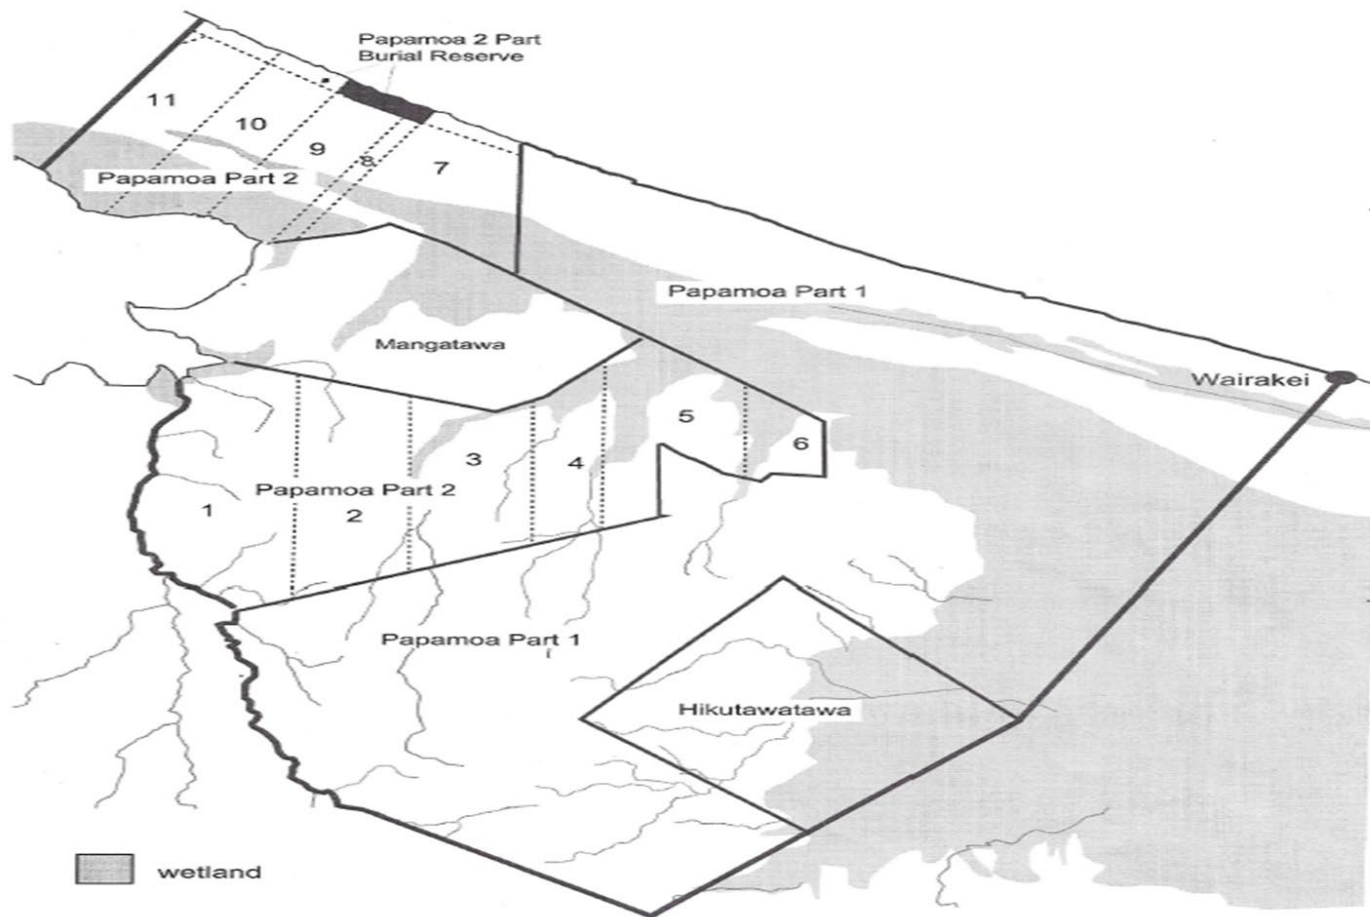 Papamoa 2 Part
Burial Reserve
11
10
9
8
7
Papamoa Part 2
Papamoa Part 1
Mangatawa
Wairakei
5
6
3
4
Papamoa Part 2
1
2
Papamoa Part 1
Hikutawatawa
wetland